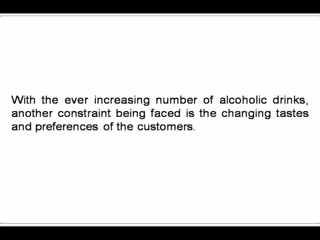 With the ever increasing number of alcoholic drinks,
another constraint being faced is the changing tastes
and preferences of the customers.